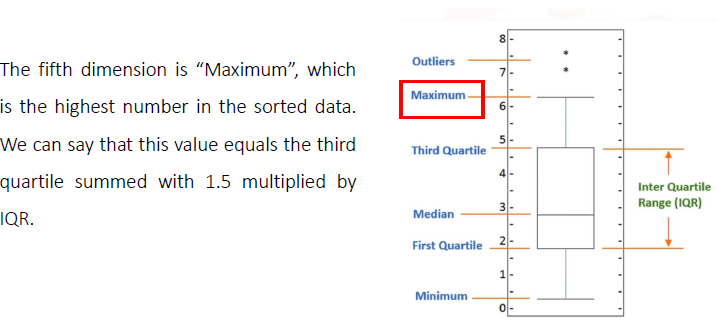 The fifth dimension is “Maximum”, which
is the highest number in the sorted data.
We can say that this value equals the third
quartile summed with 1.5 multiplied by
IQR.
8
Outliers
7
Maximum
6
5
Third Quartile
4
Inter Quartile
Range (IQR)
3
Median
2
First Quartile
1
Minimum
0